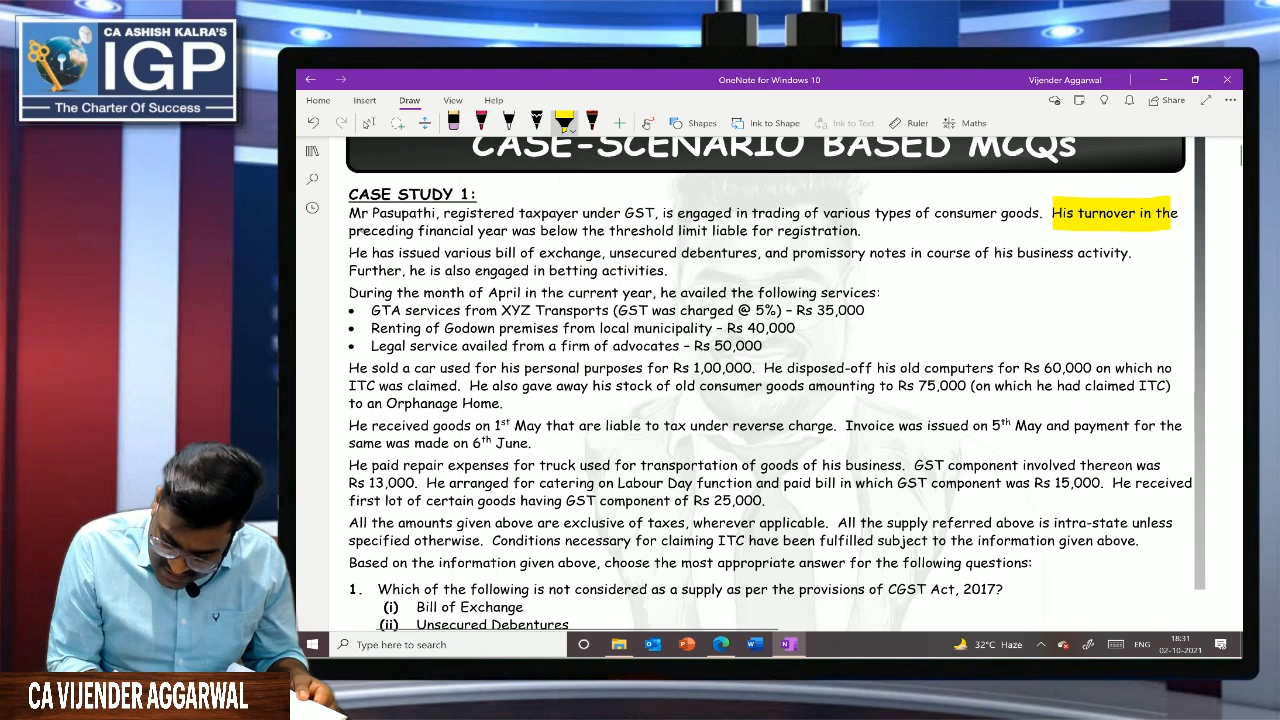 CA ASHISH KALRA'S
IGP
The Charter Of Success
OneNote for Windows 10
Vijender Aggarwal
Home Insert Draw View Help
Share
Shapes Ink to Shape Ink to Text Ruler Maths
CASE-SCENARIO BASED MCQs
CASE STUDY 1:
Mr Pasupathi, registered taxpayer under GST, is engaged in trading of various types of consumer goods. His turnover in the
preceding financial year was below the threshold limit liable for registration.
He has issued various bill of exchange, unsecured debentures, and promissory notes in course of his business activity.
Further, he is also engaged in betting activities.
During the month of April in the current year, he availed the following services:
• GTA services from XYZ Transports (GST was charged @ 5%) – Rs 35,000
• Renting of Godown premises from local municipality – Rs 40,000
• Legal service availed from a firm of advocates – Rs 50,000
He sold a car used for his personal purposes for Rs 1,00,000. He disposed-off his old computers for Rs 60,000 on which no
ITC was claimed. He also gave away his stock of old consumer goods amounting to Rs 75,000 (on which he had claimed ITC)
to an Orphanage Home.
He received goods on 1st May that are liable to tax under reverse charge. Invoice was issued on 5th May and payment for the
same was made on 6th June.
He paid repair expenses for truck used for transportation of goods of his business. GST component involved thereon was
Rs 13,000. He arranged for catering on Labour Day function and paid bill in which GST component was Rs 15,000. He received
first lot of certain goods having GST component of Rs 25,000.
All the amounts given above are exclusive of taxes, wherever applicable. All the supply referred above is intra-state unless
specified otherwise. Conditions necessary for claiming ITC have been fulfilled subject to the information given above.
Based on the information given above, choose the most appropriate answer for the following questions:
1. Which of the following is not considered as a supply as per the provisions of CGST Act, 2017?
(i) Bill of Exchange
(ii) Unsecured Debentures
Type here to search
32°C Haze
ENG
18:31
02-10-2021
CA VIJENDER AGGARWAL